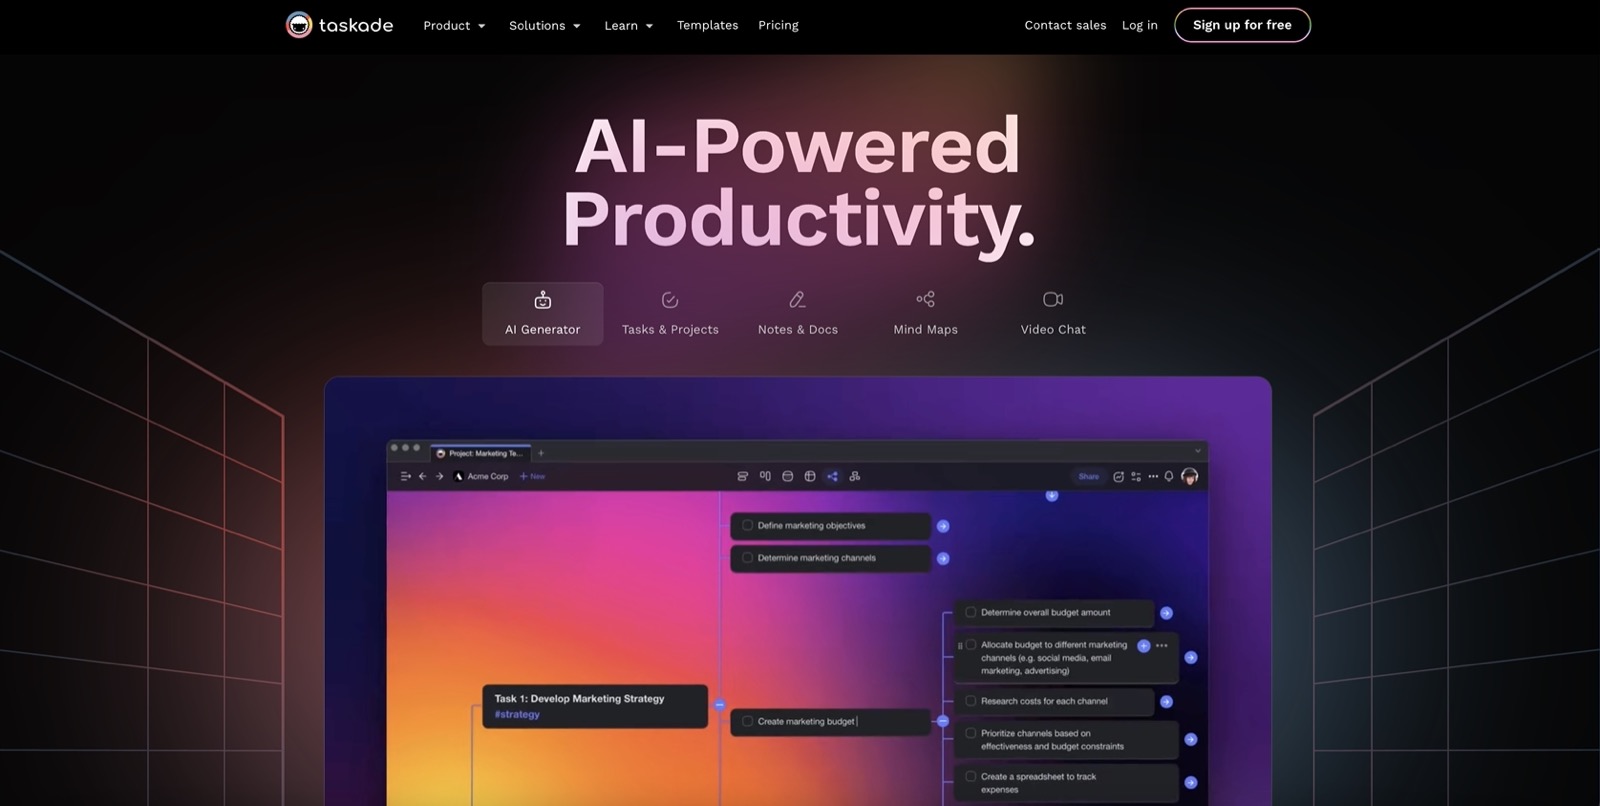 taskade
Product
Solutions
Learn
Templates
Pricing
Contact sales
Log in
Sign up for free
AI-Powered
Productivity.
AI Generator
Tasks & Projects
Notes & Docs
Mind Maps
Video Chat
Project: Marketing Te...
Acme Corp
+ New
Share
Define marketing objectives
Determine marketing channels
Determine overall budget amount
Allocate budget to different marketing
channels (e.g. social media, email
marketing, advertising)
Research costs for each channel
Task 1: Develop Marketing Strategy
#strategy
Create marketing budget
Prioritize channels based on
effectiveness and budget constraints
Create a spreadsheet to track
expenses